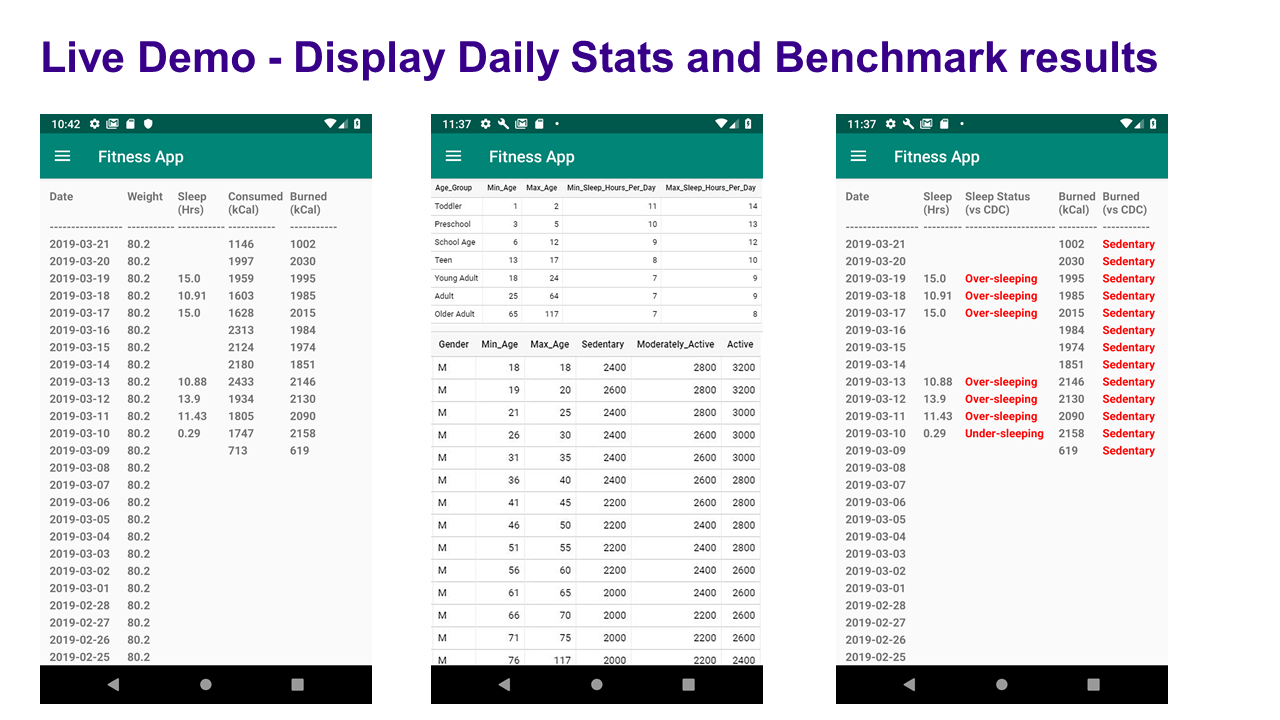 Live Demo - Display Daily Stats and Benchmark results
10:42
Fitness App
Date Weight Sleep (Hrs) Consumed (kCal) Burned (kCal)
----------------- ----------- ----------- ----------- -----------
2019-03-21 80.2 1146 1002
2019-03-20 80.2 1997 2030
2019-03-19 80.2 15.0 1959 1995
2019-03-18 80.2 10.91 1603 1985
2019-03-17 80.2 15.0 1628 2015
2019-03-16 80.2 2313 1984
2019-03-15 80.2 2124 1974
2019-03-14 80.2 2180 1851
2019-03-13 80.2 10.88 2433 2146
2019-03-12 80.2 13.9 1934 2130
2019-03-11 80.2 11.43 1805 2090
2019-03-10 80.2 0.29 1747 2158
2019-03-09 80.2 713 619
2019-03-08 80.2
2019-03-07 80.2
2019-03-06 80.2
2019-03-05 80.2
2019-03-04 80.2
2019-03-03 80.2
2019-03-02 80.2
2019-03-01 80.2
2019-02-28 80.2
2019-02-27 80.2
2019-02-26 80.2
2019-02-25 80.2
11:37
Fitness App
Age_Group Min_Age Max_Age Min_Sleep_Hours_Per_Day Max_Sleep_Hours_Per_Day
Toddler 1 2 11 14
Preschool 3 5 10 13
School Age 6 12 9 12
Teen 13 17 8 10
Young Adult 18 24 7 9
Adult 25 64 7 9
Older Adult 65 117 7 8
Gender Min_Age Max_Age Sedentary Moderately_Active Active
M 18 18 2400 2800 3200
M 19 20 2600 2800 3200
M 21 25 2400 2800 3000
M 26 30 2400 2600 3000
M 31 35 2400 2600 3000
M 36 40 2400 2600 2800
M 41 45 2200 2600 2800
M 46 50 2200 2400 2800
M 51 55 2200 2400 2800
M 56 60 2200 2400 2600
M 61 65 2000 2400 2600
M 66 70 2000 2200 2600
M 71 75 2000 2200 2600
M 76 117 2000 2200 2400
11:37
Fitness App
Date Sleep (Hrs) Sleep Status (vs CDC) Burned (kCal) Burned (vs CDC)
----------------- --------- --------------------- --------- -----------
2019-03-21 1002 Sedentary
2019-03-20 2030 Sedentary
2019-03-19 15.0 Over-sleeping 1995 Sedentary
2019-03-18 10.91 Over-sleeping 1985 Sedentary
2019-03-17 15.0 Over-sleeping 2015 Sedentary
2019-03-16 1984 Sedentary
2019-03-15 1974 Sedentary
2019-03-14 1851 Sedentary
2019-03-13 10.88 Over-sleeping 2146 Sedentary
2019-03-12 13.9 Over-sleeping 2130 Sedentary
2019-03-11 11.43 Over-sleeping 2090 Sedentary
2019-03-10 0.29 Under-sleeping 2158 Sedentary
2019-03-09 619 Sedentary
2019-03-08
2019-03-07
2019-03-06
2019-03-05
2019-03-04
2019-03-03
2019-03-02
2019-03-01
2019-02-28
2019-02-27
2019-02-26
2019-02-25